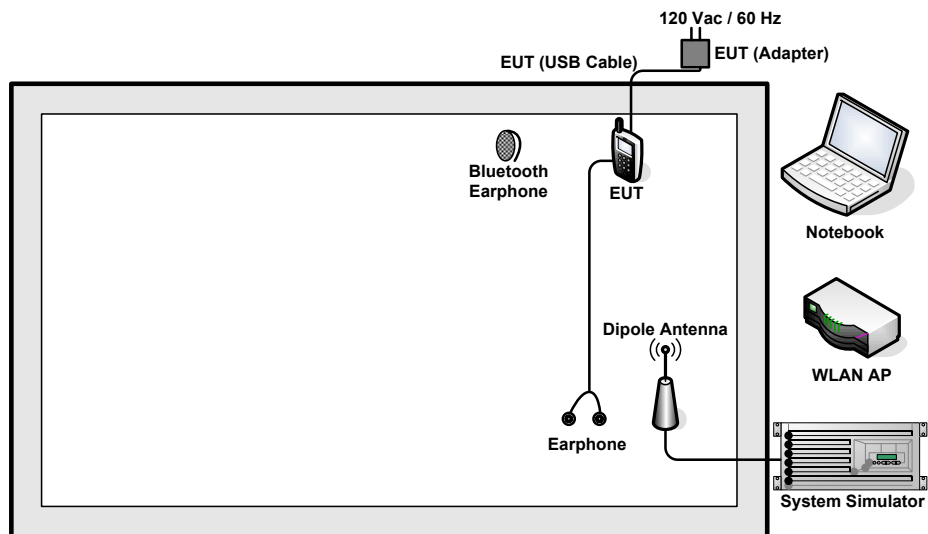 120 Vac / 60 Hz
EUT (Adapter)
EUT (USB Cable)
Bluetooth
Earphone
EUT
Notebook
Dipole Antenna
WLAN AP
Earphone
System Simulator